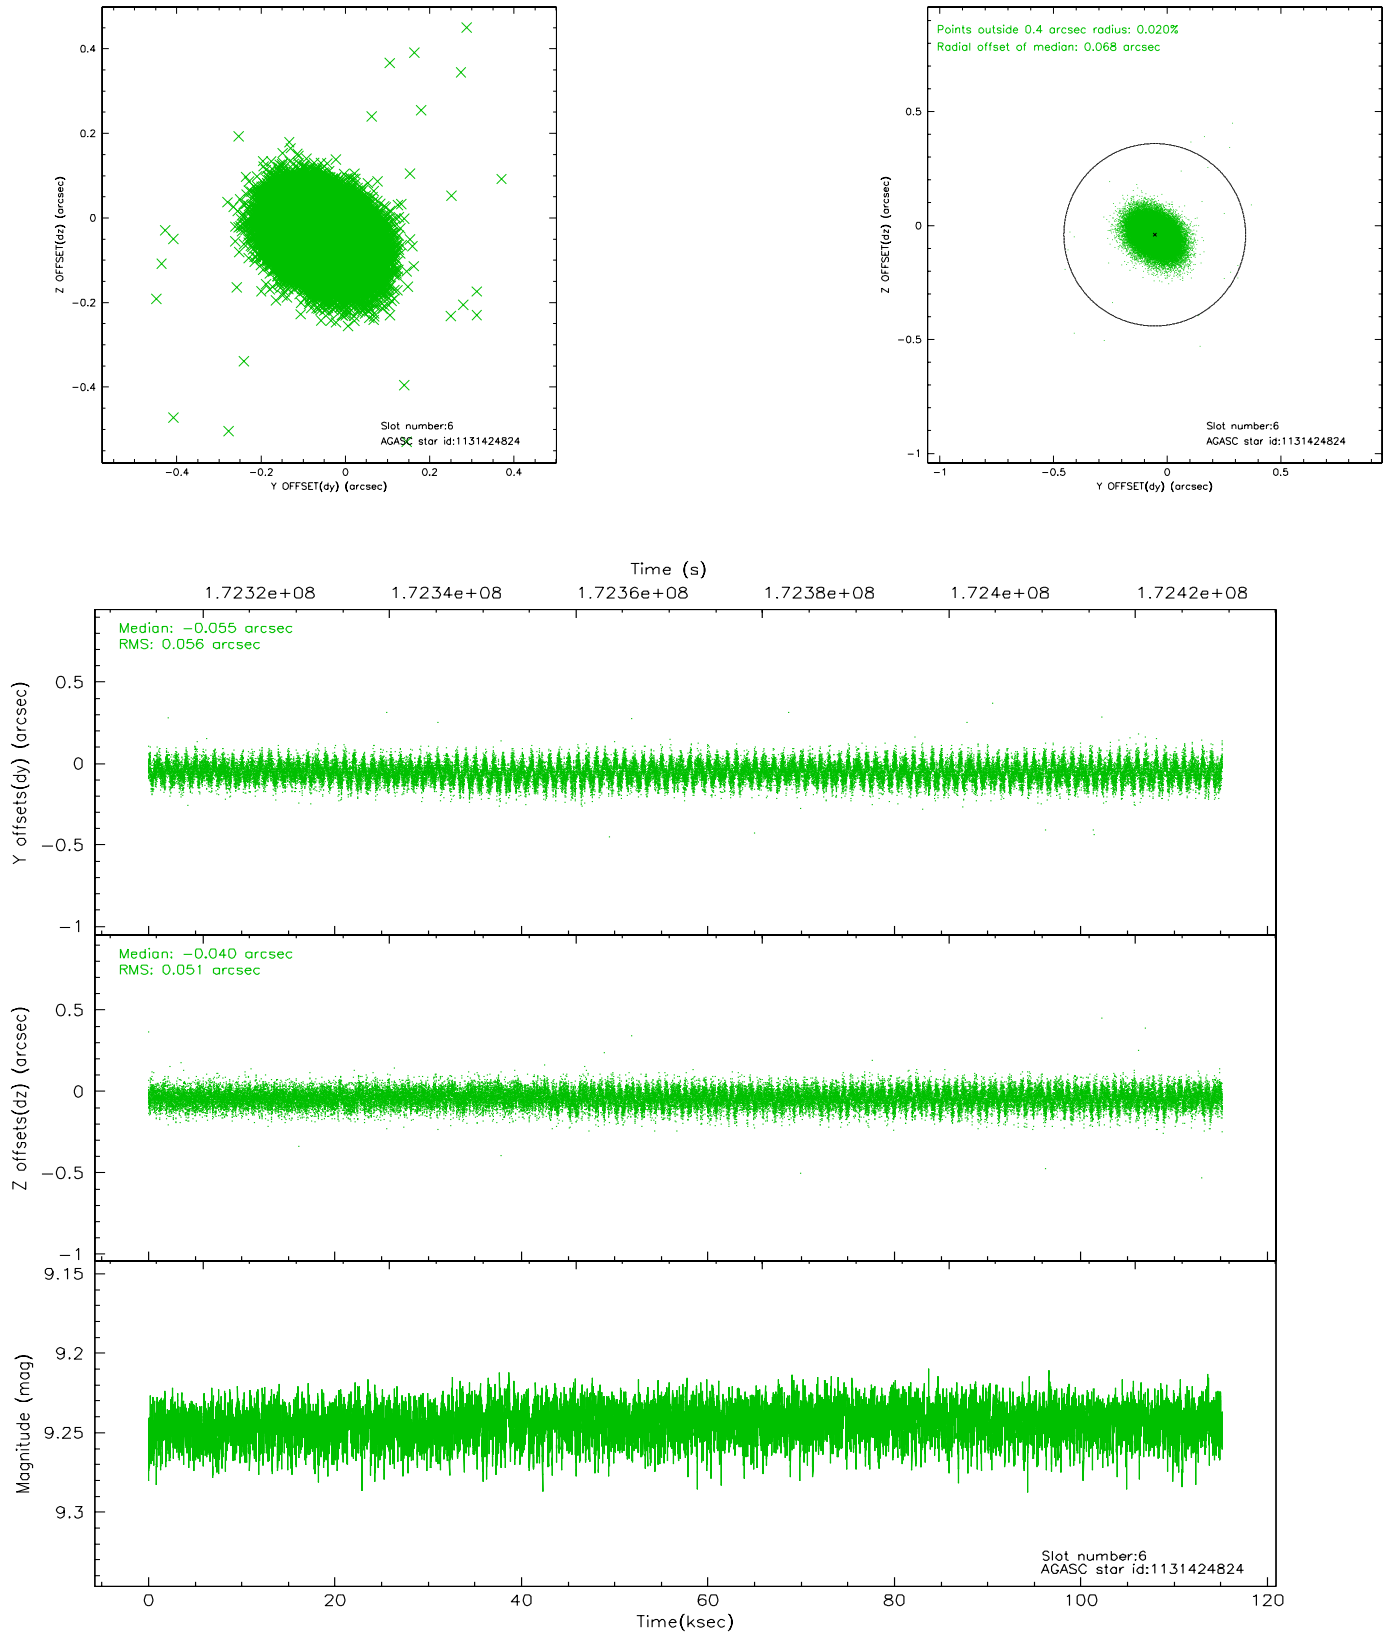 0.4
0.2
0
−0.2
−0.4
Z OFFSET(dz) (arcsec)
Slot number:6
AGASC star id:1131424824
−0.4 −0.2 0 0.2 0.4
Y OFFSET(dy) (arcsec)
Points outside 0.4 arcsec radius: 0.020%
Radial offset of median: 0.068 arcsec
0.5
0
−0.5
−1
Z OFFSET(dz) (arcsec)
Slot number:6
AGASC star id:1131424824
−1 −0.5 0 0.5
Y OFFSET(dy) (arcsec)
Time (s)
1.7232e+08 1.7234e+08 1.7236e+08 1.7238e+08 1.724e+08 1.7242e+08
Median: −0.055 arcsec
RMS: 0.056 arcsec
0.5
0
−0.5
−1
Y offsets(dy) (arcsec)
Median: −0.040 arcsec
RMS: 0.051 arcsec
0.5
0
−0.5
−1
Z offsets(dz) (arcsec)
9.15
9.2
9.25
9.3
Magnitude (mag)
Slot number:6
AGASC star id:1131424824
0 20 40 60 80 100 120
Time(ksec)